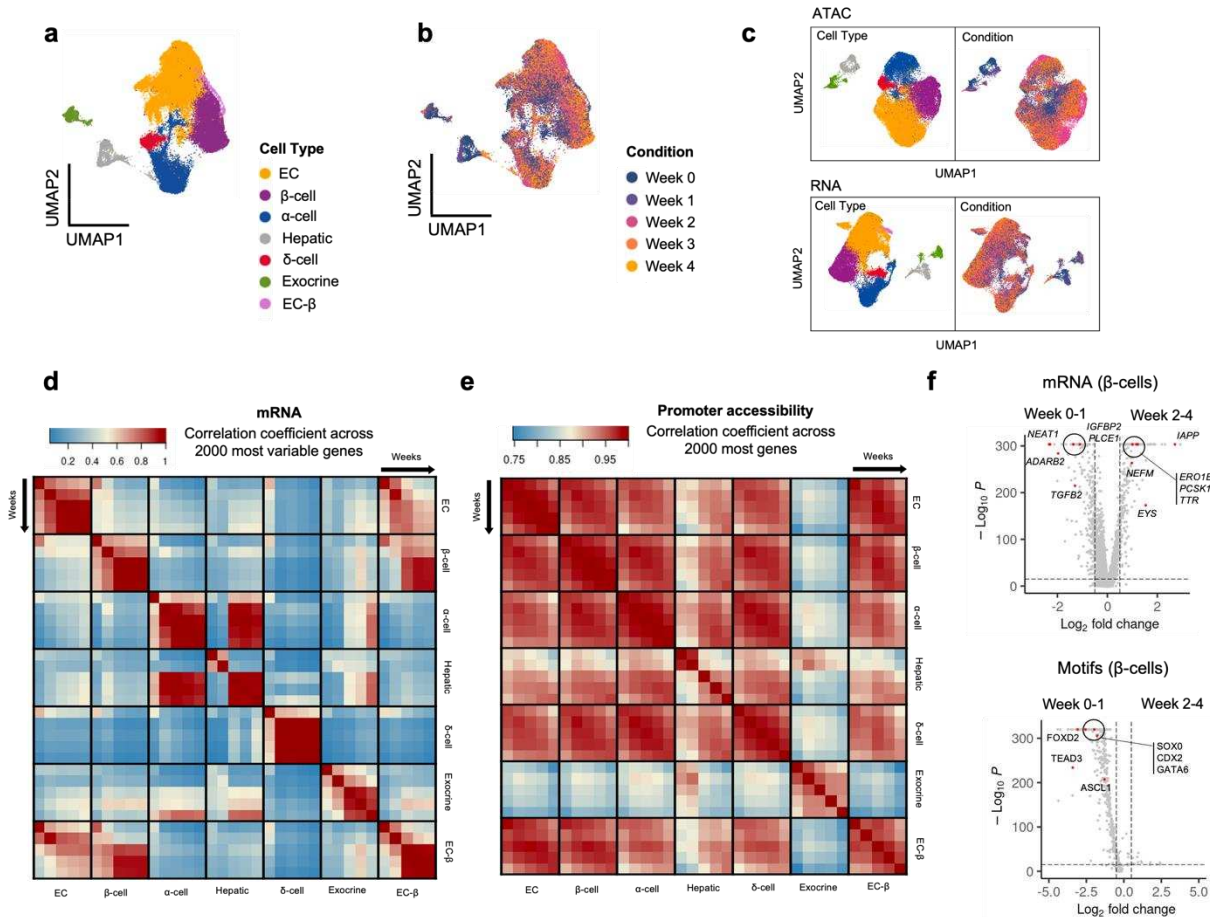 a
UMAP2
UMAP1
Cell Type
EC
β-cell
α-cell
Hepatic
δ-cell
Exocrine
EC-β
b
UMAP2
UMAP1
Condition
Week 0
Week 1
Week 2
Week 3
Week 4
c
ATAC
Cell Type
Condition
UMAP2
UMAP1
RNA
Cell Type
Condition
UMAP2
UMAP1
d
mRNA
Correlation coefficient across
2000 most variable genes
0.2 0.4 0.6 0.8 1
Weeks
Weeks
EC
β-cell
α-cell
Hepatic
δ-cell
Exocrine
EC-β
EC β-cell α-cell Hepatic δ-cell Exocrine EC-β
e
Promoter accessibility
Correlation coefficient across
2000 most genes
0.75 0.85 0.95
Weeks
Weeks
EC
β-cell
α-cell
Hepatic
δ-cell
Exocrine
EC-β
EC β-cell α-cell Hepatic δ-cell Exocrine EC-β
f
mRNA (β-cells)
Week 0-1 Week 2-4
NEAT1
IGFBP2
PLCE1
IAPP
ADARB2
NEFM
TGFB2
ERO1B
PCSK1
TTR
EYS
− Log10 P
300
200
100
0
-2 0 2
Log2 fold change
Motifs (β-cells)
Week 0-1 Week 2-4
FOXD2
TEAD3
ASCL1
SOX0
CDX2
GATA6
− Log10 P
300
200
100
0
-5.0 -2.5 0.0 2.5 5.0
Log2 fold change